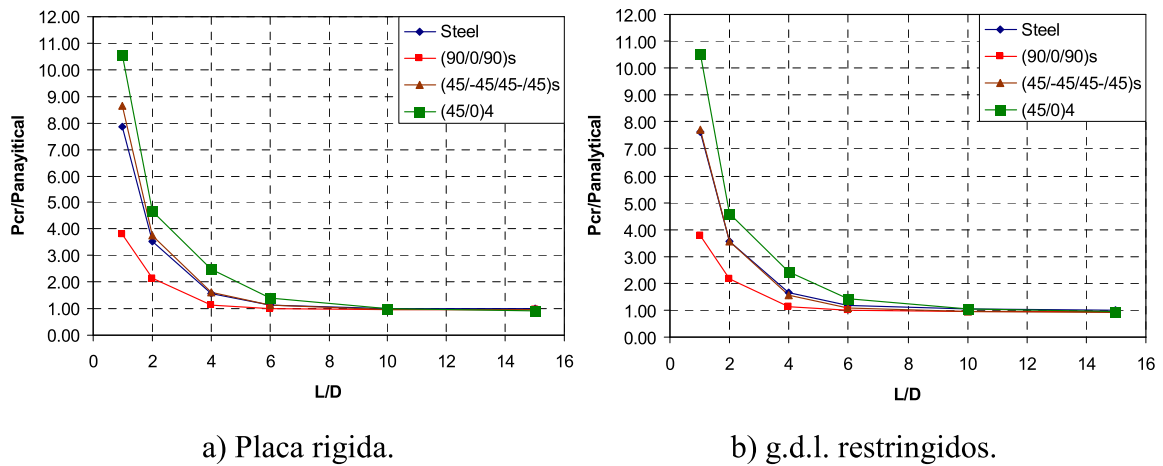 12.00
11.00
10.00
9.00
8.00
7.00
6.00
5.00
4.00
3.00
2.00
1.00
0.00
Pcr/Panayitical
0 2 4 6 8 10 12 14 16
L/D
Steel
(90/0/90)s
(45/-45/45-/45)s
(45/0)4
a) Placa rigida.
12.00
11.00
10.00
9.00
8.00
7.00
6.00
5.00
4.00
3.00
2.00
1.00
0.00
Pcr/Panalytical
0 2 4 6 8 10 12 14 16
L/D
Steel
(90/0/90)s
(45/-45/45-/45)s
(45/0)4
b) g.d.l. restringidos.